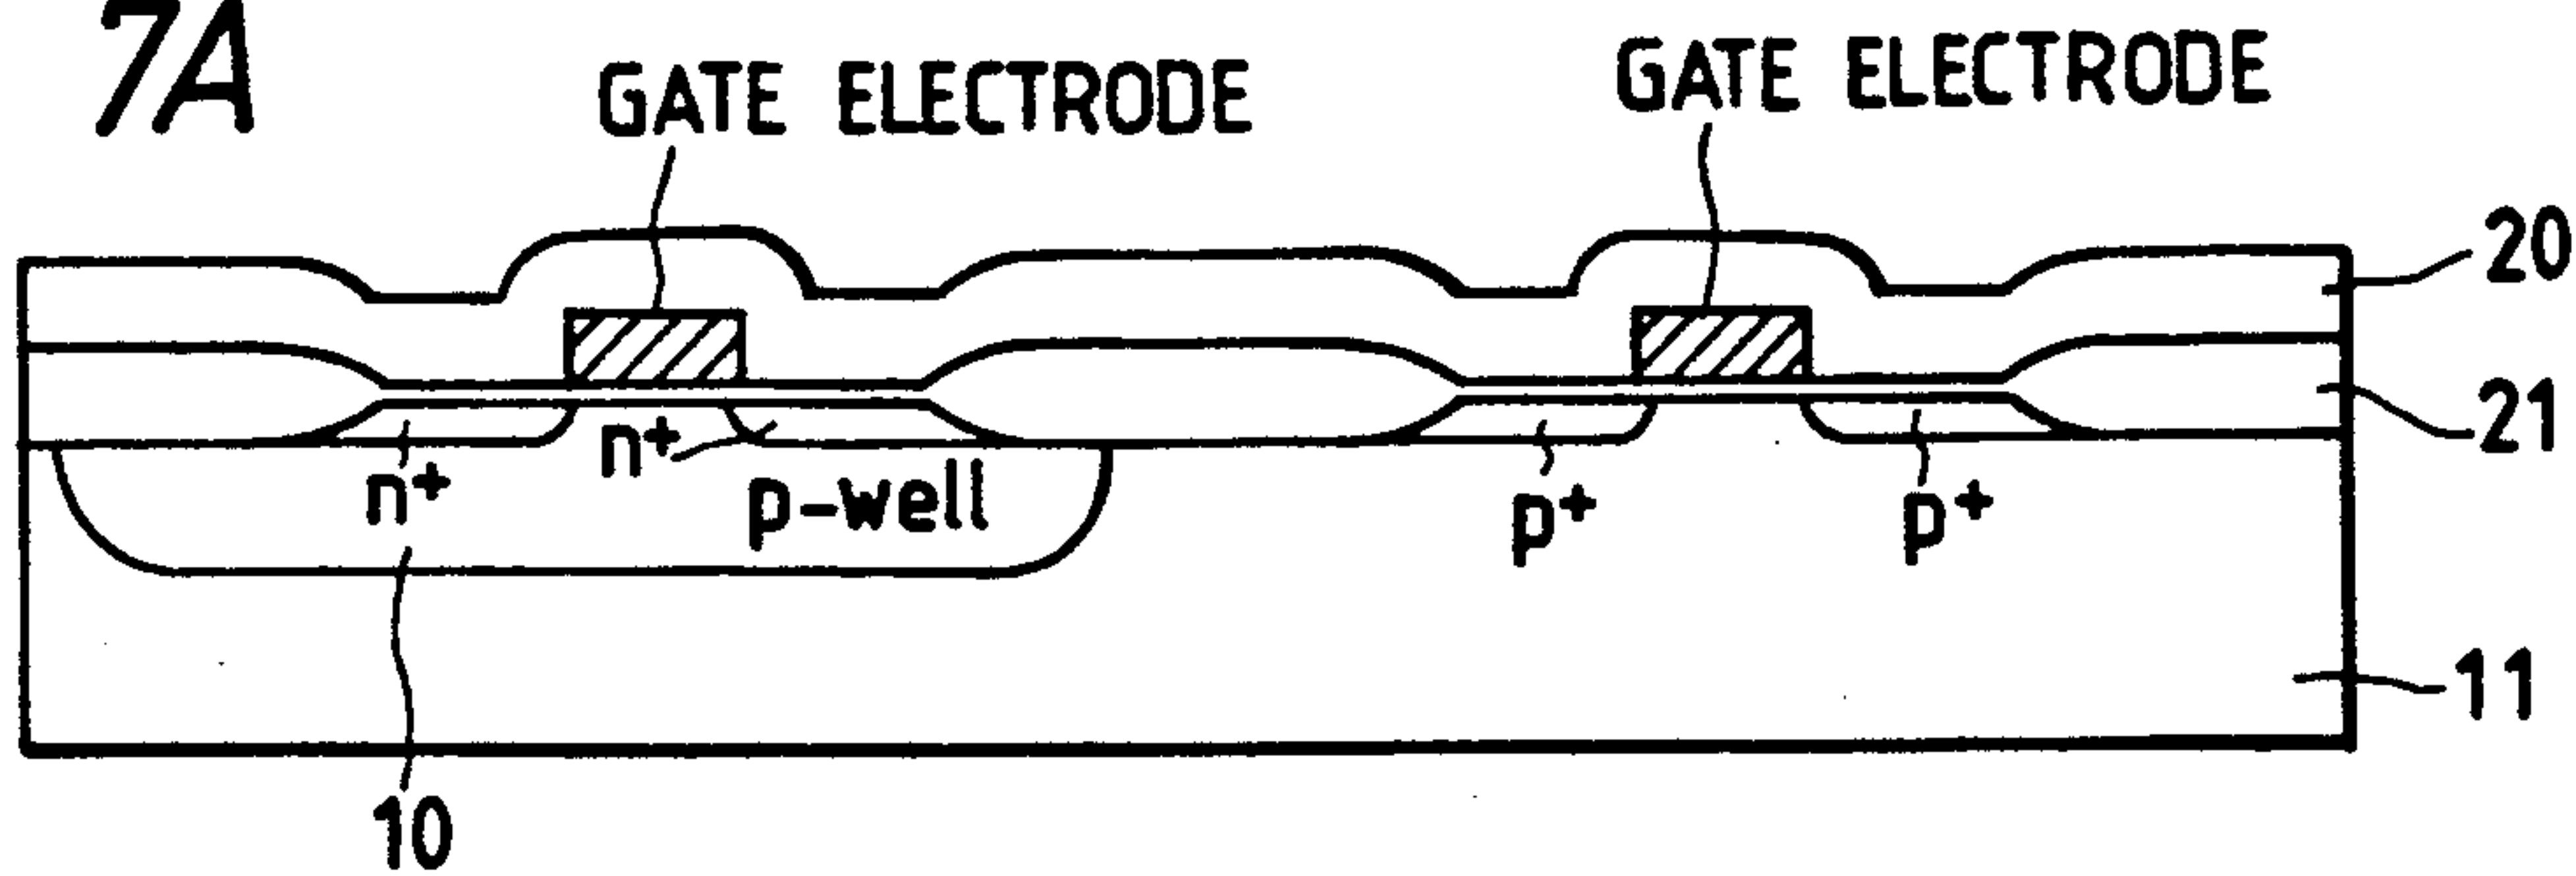 7A
GATE ELECTRODE
GATE ELECTRODE
20
21
n+
n+
p-well
p+
p+
11
10